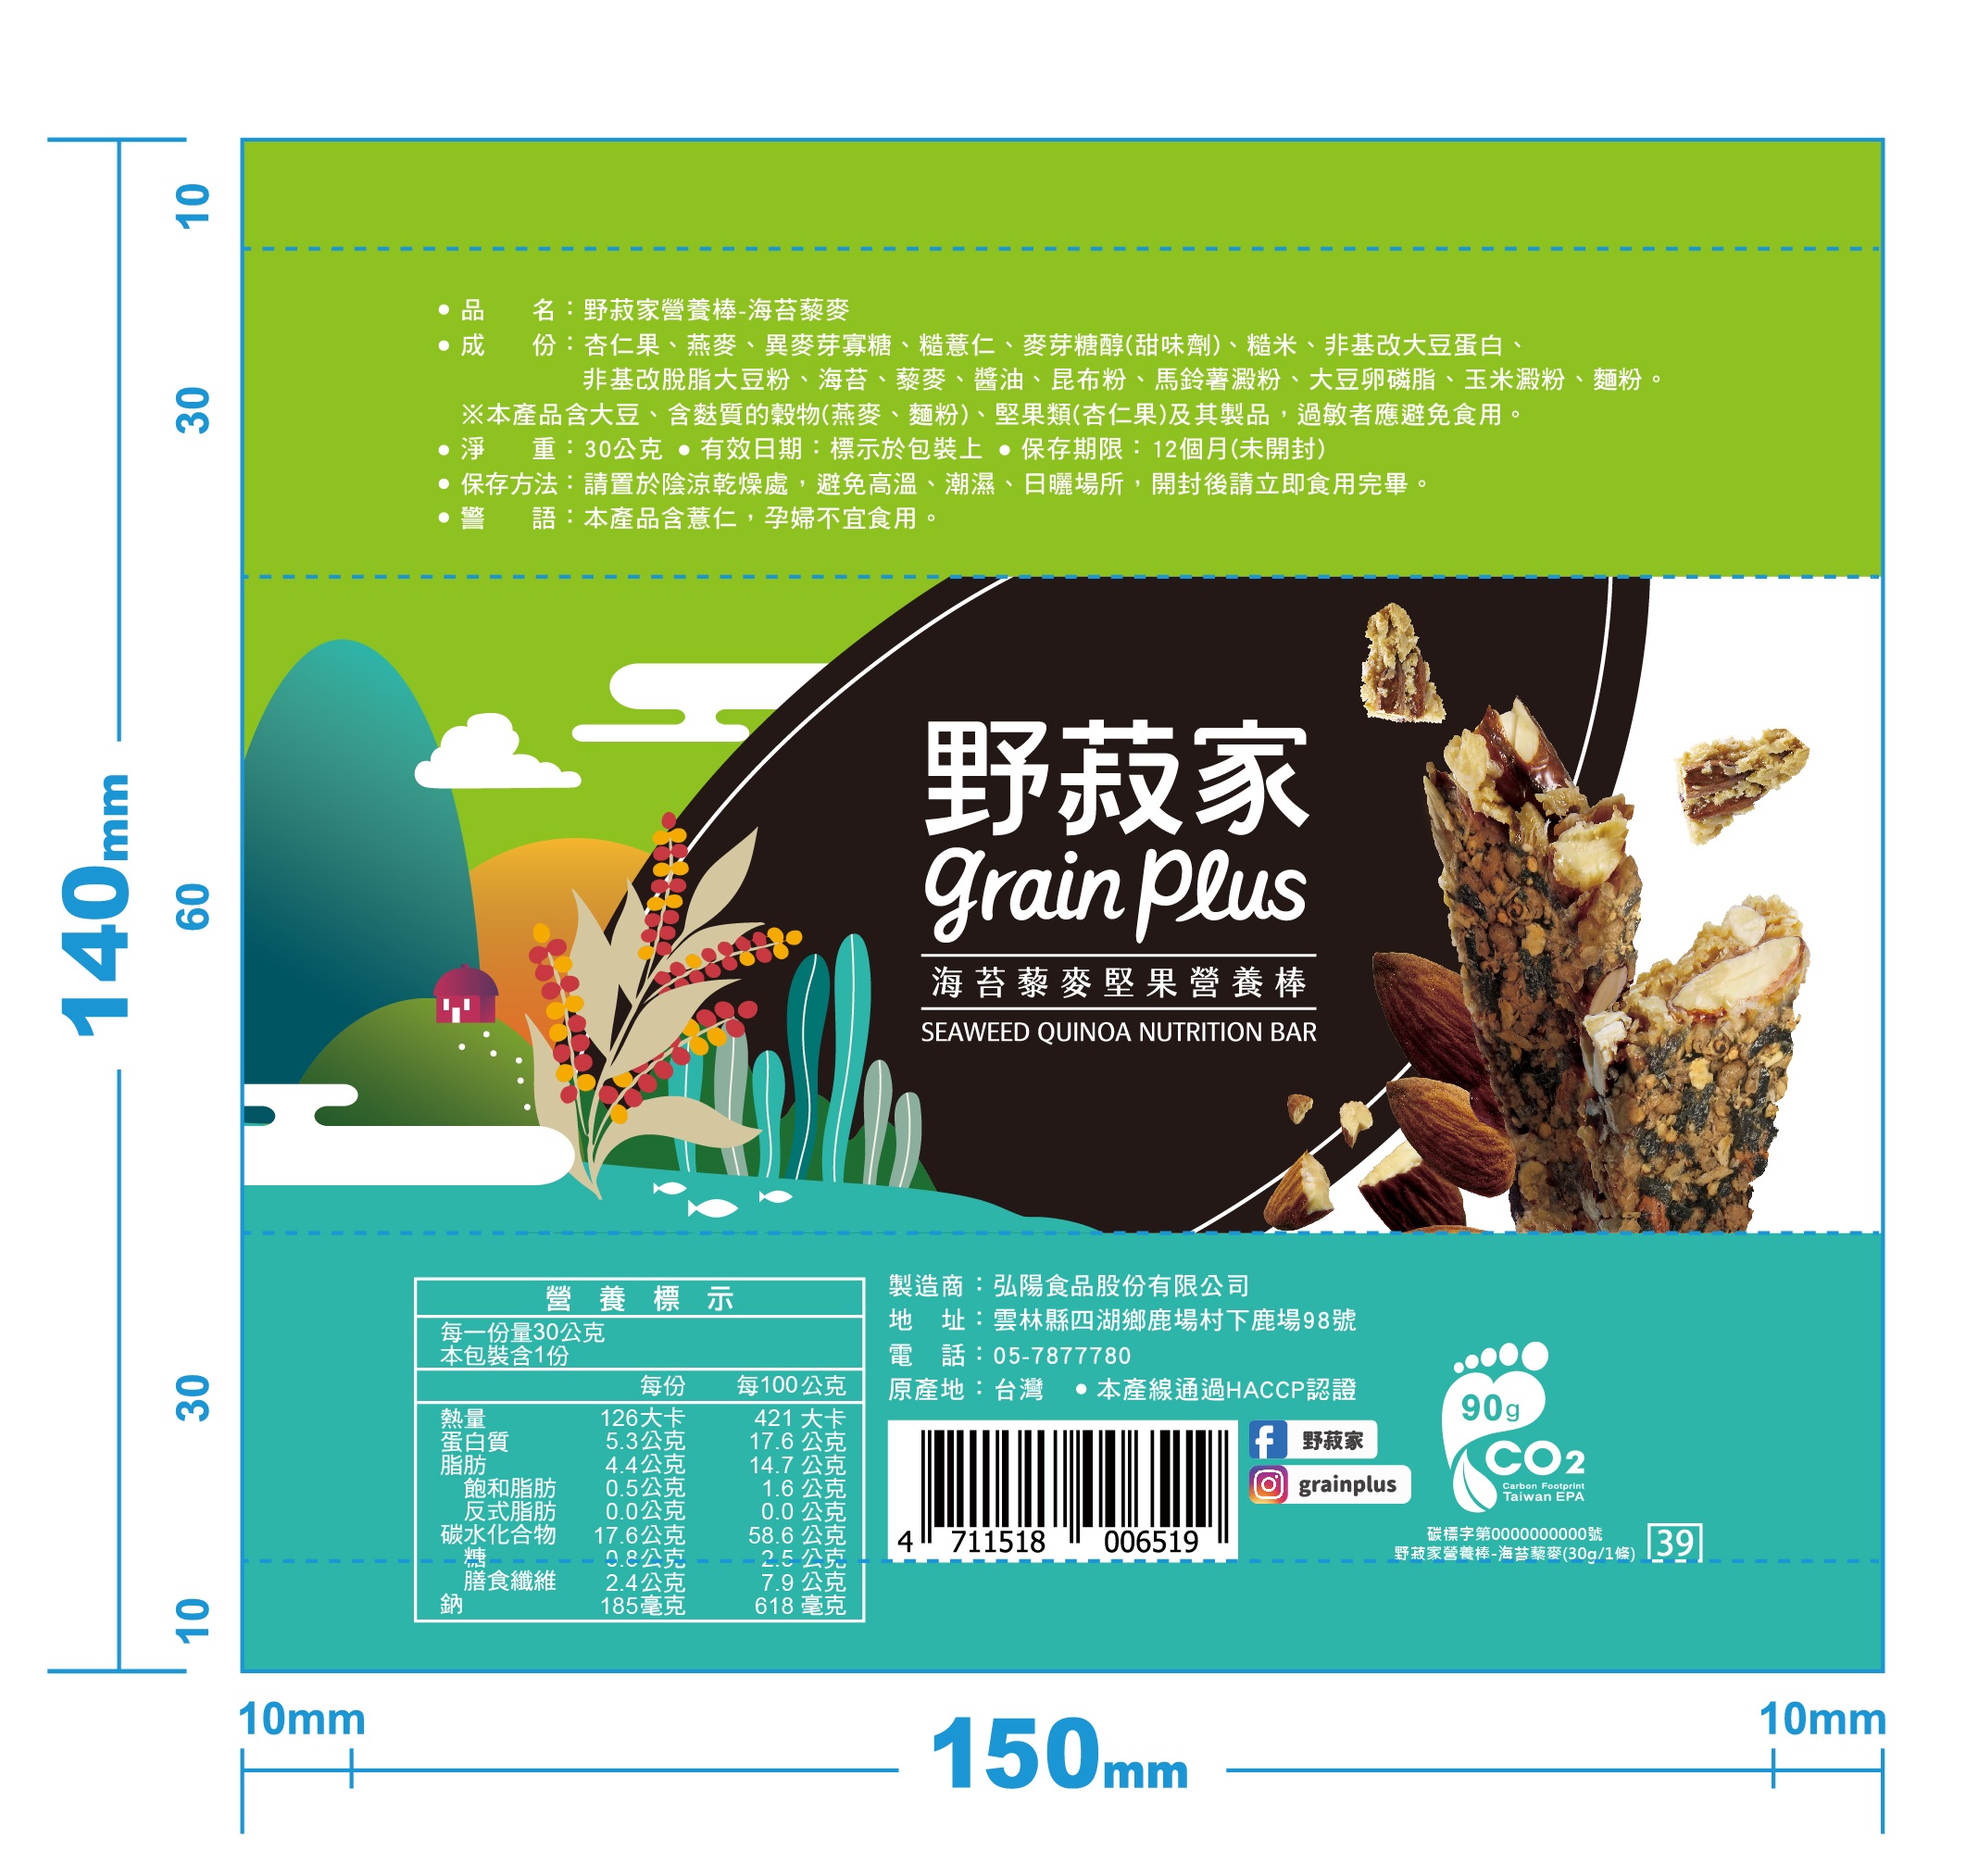 10
30
60
30
10
140mm
● 品　　名：野菽家營養棒-海苔藜麥
● 成　　份：杏仁果、燕麥、異麥芽寡糖、糙薏仁、麥芽糖醇(甜味劑)、糙米、非基改大豆蛋白、
非基改脫脂大豆粉、海苔、藜麥、醬油、昆布粉、馬鈴薯澱粉、大豆卵磷脂、玉米澱粉、麵粉。
※本產品含大豆、含麩質的穀物(燕麥、麵粉)、堅果類(杏仁果)及其製品，過敏者應避免食用。
● 淨　　重：30公克 ● 有效日期：標示於包裝上 ● 保存期限：12個月(未開封)
● 保存方法：請置於陰涼乾燥處，避免高溫、潮濕、日曬場所，開封後請立即食用完畢。
● 警　　語：本產品含薏仁，孕婦不宜食用。
野菽家
grain plus
海苔藜麥堅果營養棒
SEAWEED QUINOA NUTRITION BAR
營養標示
每一份量30公克
本包裝含1份
每份 每100公克
熱量 126大卡 421 大卡
蛋白質 5.3公克 17.6 公克
脂肪 4.4公克 14.7 公克
飽和脂肪 0.5公克 1.6 公克
反式脂肪 0.0公克 0.0 公克
碳水化合物 17.6公克 58.6 公克
糖 0.8公克 2.5 公克
膳食纖維 2.4公克 7.9 公克
鈉 185毫克 618 毫克
製造商：弘陽食品股份有限公司
地　址：雲林縣四湖鄉鹿場村下鹿場98號
電　話：05-7877780
原產地：台灣 ● 本產線通過HACCP認證
4 711518 006519
野菽家
grainplus
90g
CO2
Carbon Footprint
Taiwan EPA
碳標字第0000000000號
野菽家營養棒-海苔藜麥(30g/1條)
39
10mm
150mm
10mm